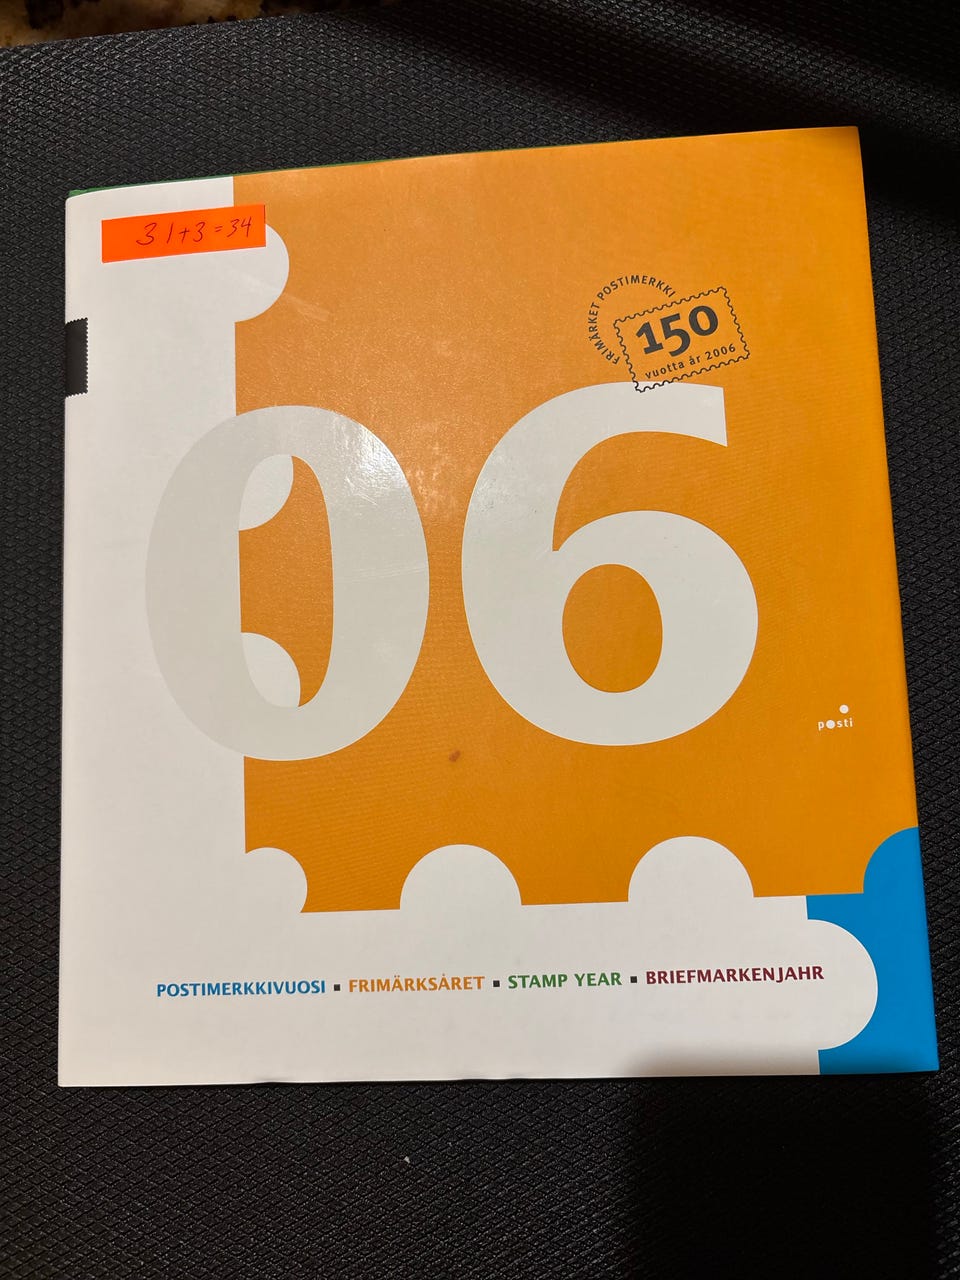 31+3=34
FRIMÄRKET POSTIMERKKI
150
vuotta år 2006
06
posti
POSTIMERKKIVUOSI ▪ FRIMÄRKSÅRET ▪ STAMP YEAR ▪ BRIEFMARKENJAHR